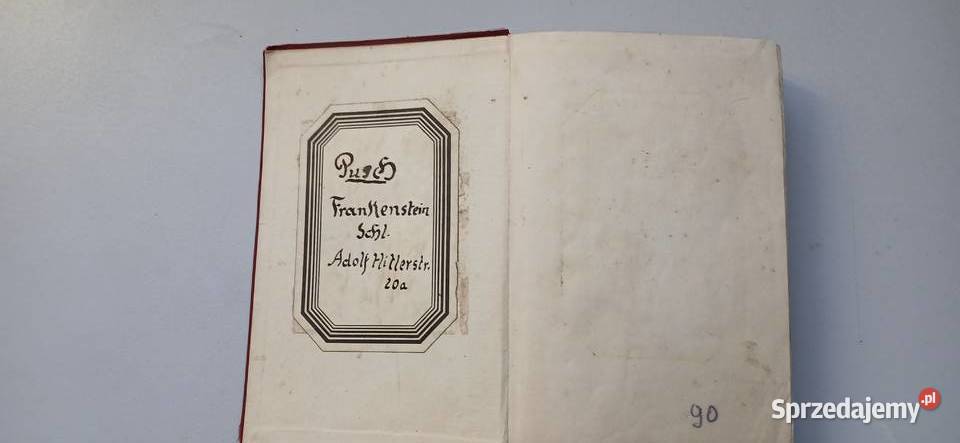 Pusch
Frankenstein
Schl.
Adolf Hitlerstr.
20a
90
Sprzedajemy.pl